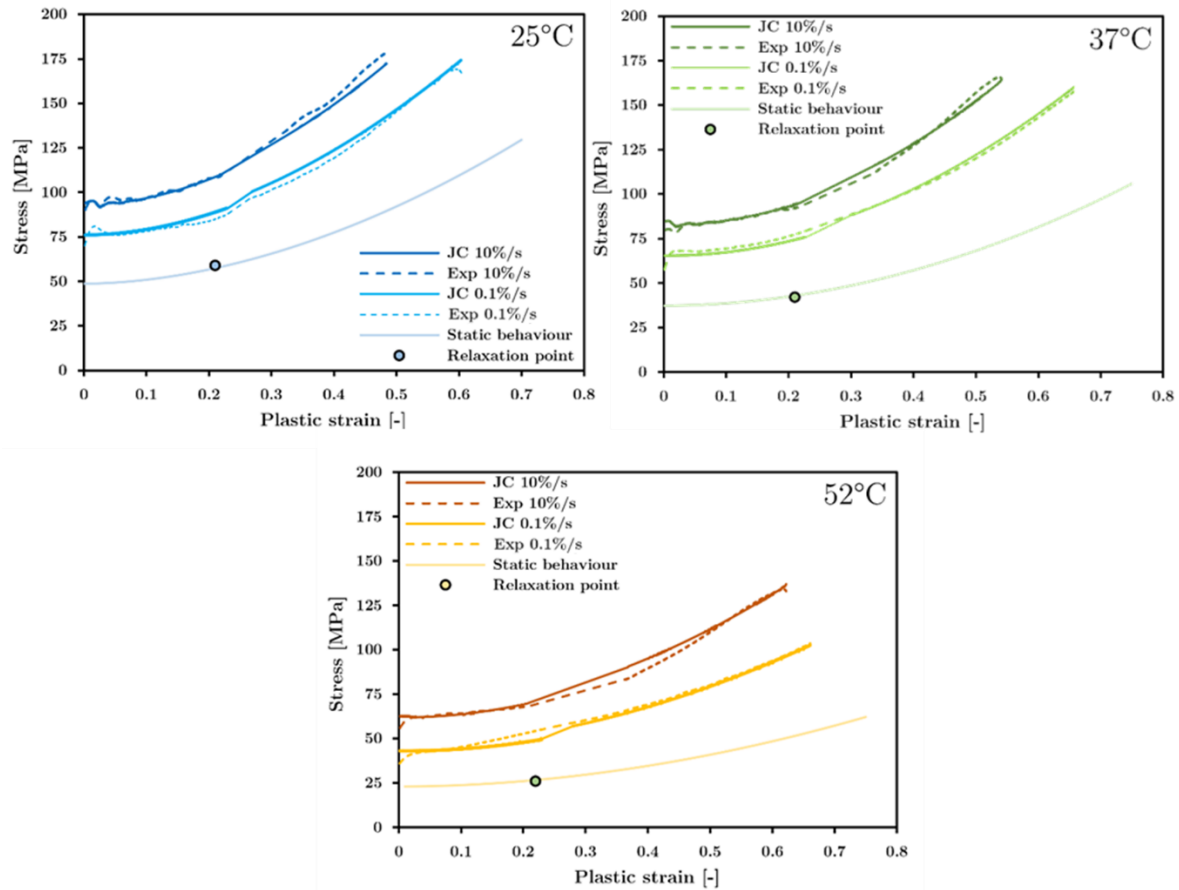 200
175
150
125
100
75
50
25
0
Stress [MPa]
25°C
JC 10%/s
Exp 10%/s
JC 0.1%/s
Exp 0.1%/s
Static behaviour
Relaxation point
0 0.1 0.2 0.3 0.4 0.5 0.6 0.7 0.8
Plastic strain [-]
200
175
150
125
100
75
50
25
0
Stress [MPa]
37°C
JC 10%/s
Exp 10%/s
JC 0.1%/s
Exp 0.1%/s
Static behaviour
Relaxation point
0 0.1 0.2 0.3 0.4 0.5 0.6 0.7 0.8
Plastic strain [-]
200
175
150
125
100
75
50
25
0
Stress [MPa]
52°C
JC 10%/s
Exp 10%/s
JC 0.1%/s
Exp 0.1%/s
Static behaviour
Relaxation point
0 0.1 0.2 0.3 0.4 0.5 0.6 0.7 0.8
Plastic strain [-]